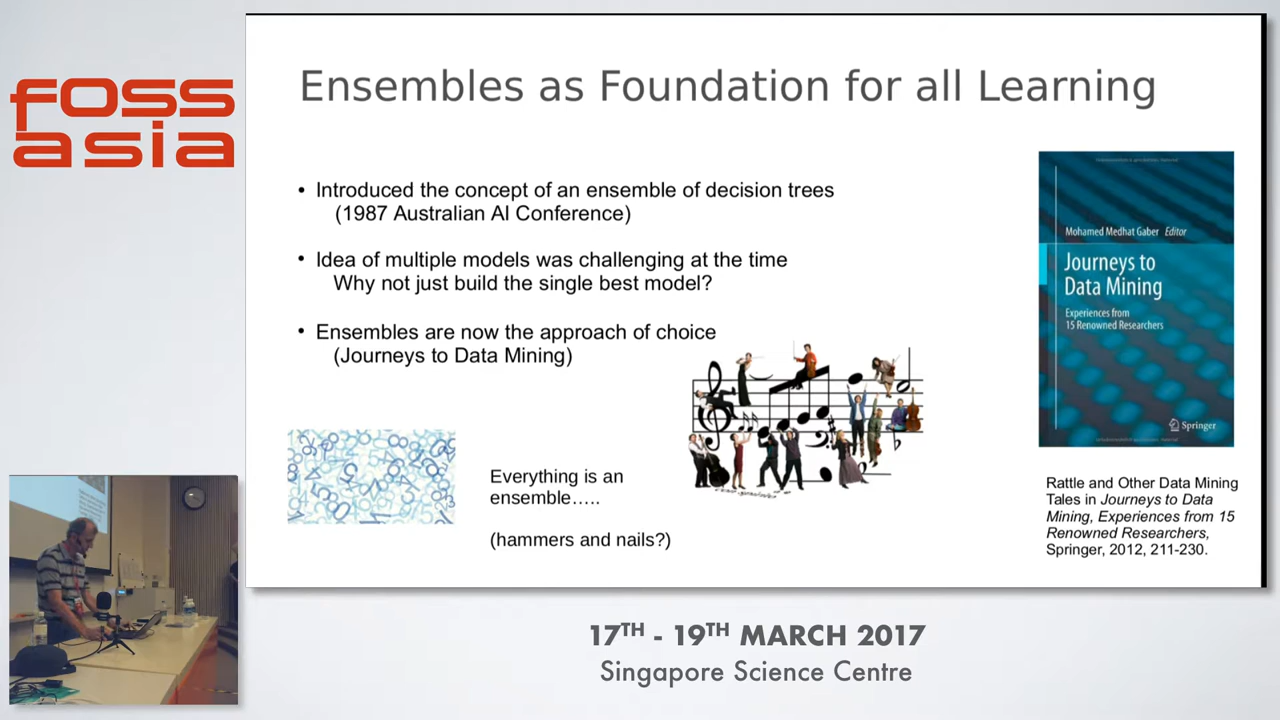 foss
asia
Ensembles as Foundation for all Learning
• Introduced the concept of an ensemble of decision trees
(1987 Australian AI Conference)
• Idea of multiple models was challenging at the time
Why not just build the single best model?
• Ensembles are now the approach of choice
(Journeys to Data Mining)
Everything is an
ensemble…..
(hammers and nails?)
Mohamed Medhat Gaber Editor
Journeys to
Data Mining
Experiences from
15 Renowned Researchers
Springer
Rattle and Other Data Mining
Tales in Journeys to Data
Mining, Experiences from 15
Renowned Researchers,
Springer, 2012, 211-230.
17TH - 19TH MARCH 2017
Singapore Science Centre